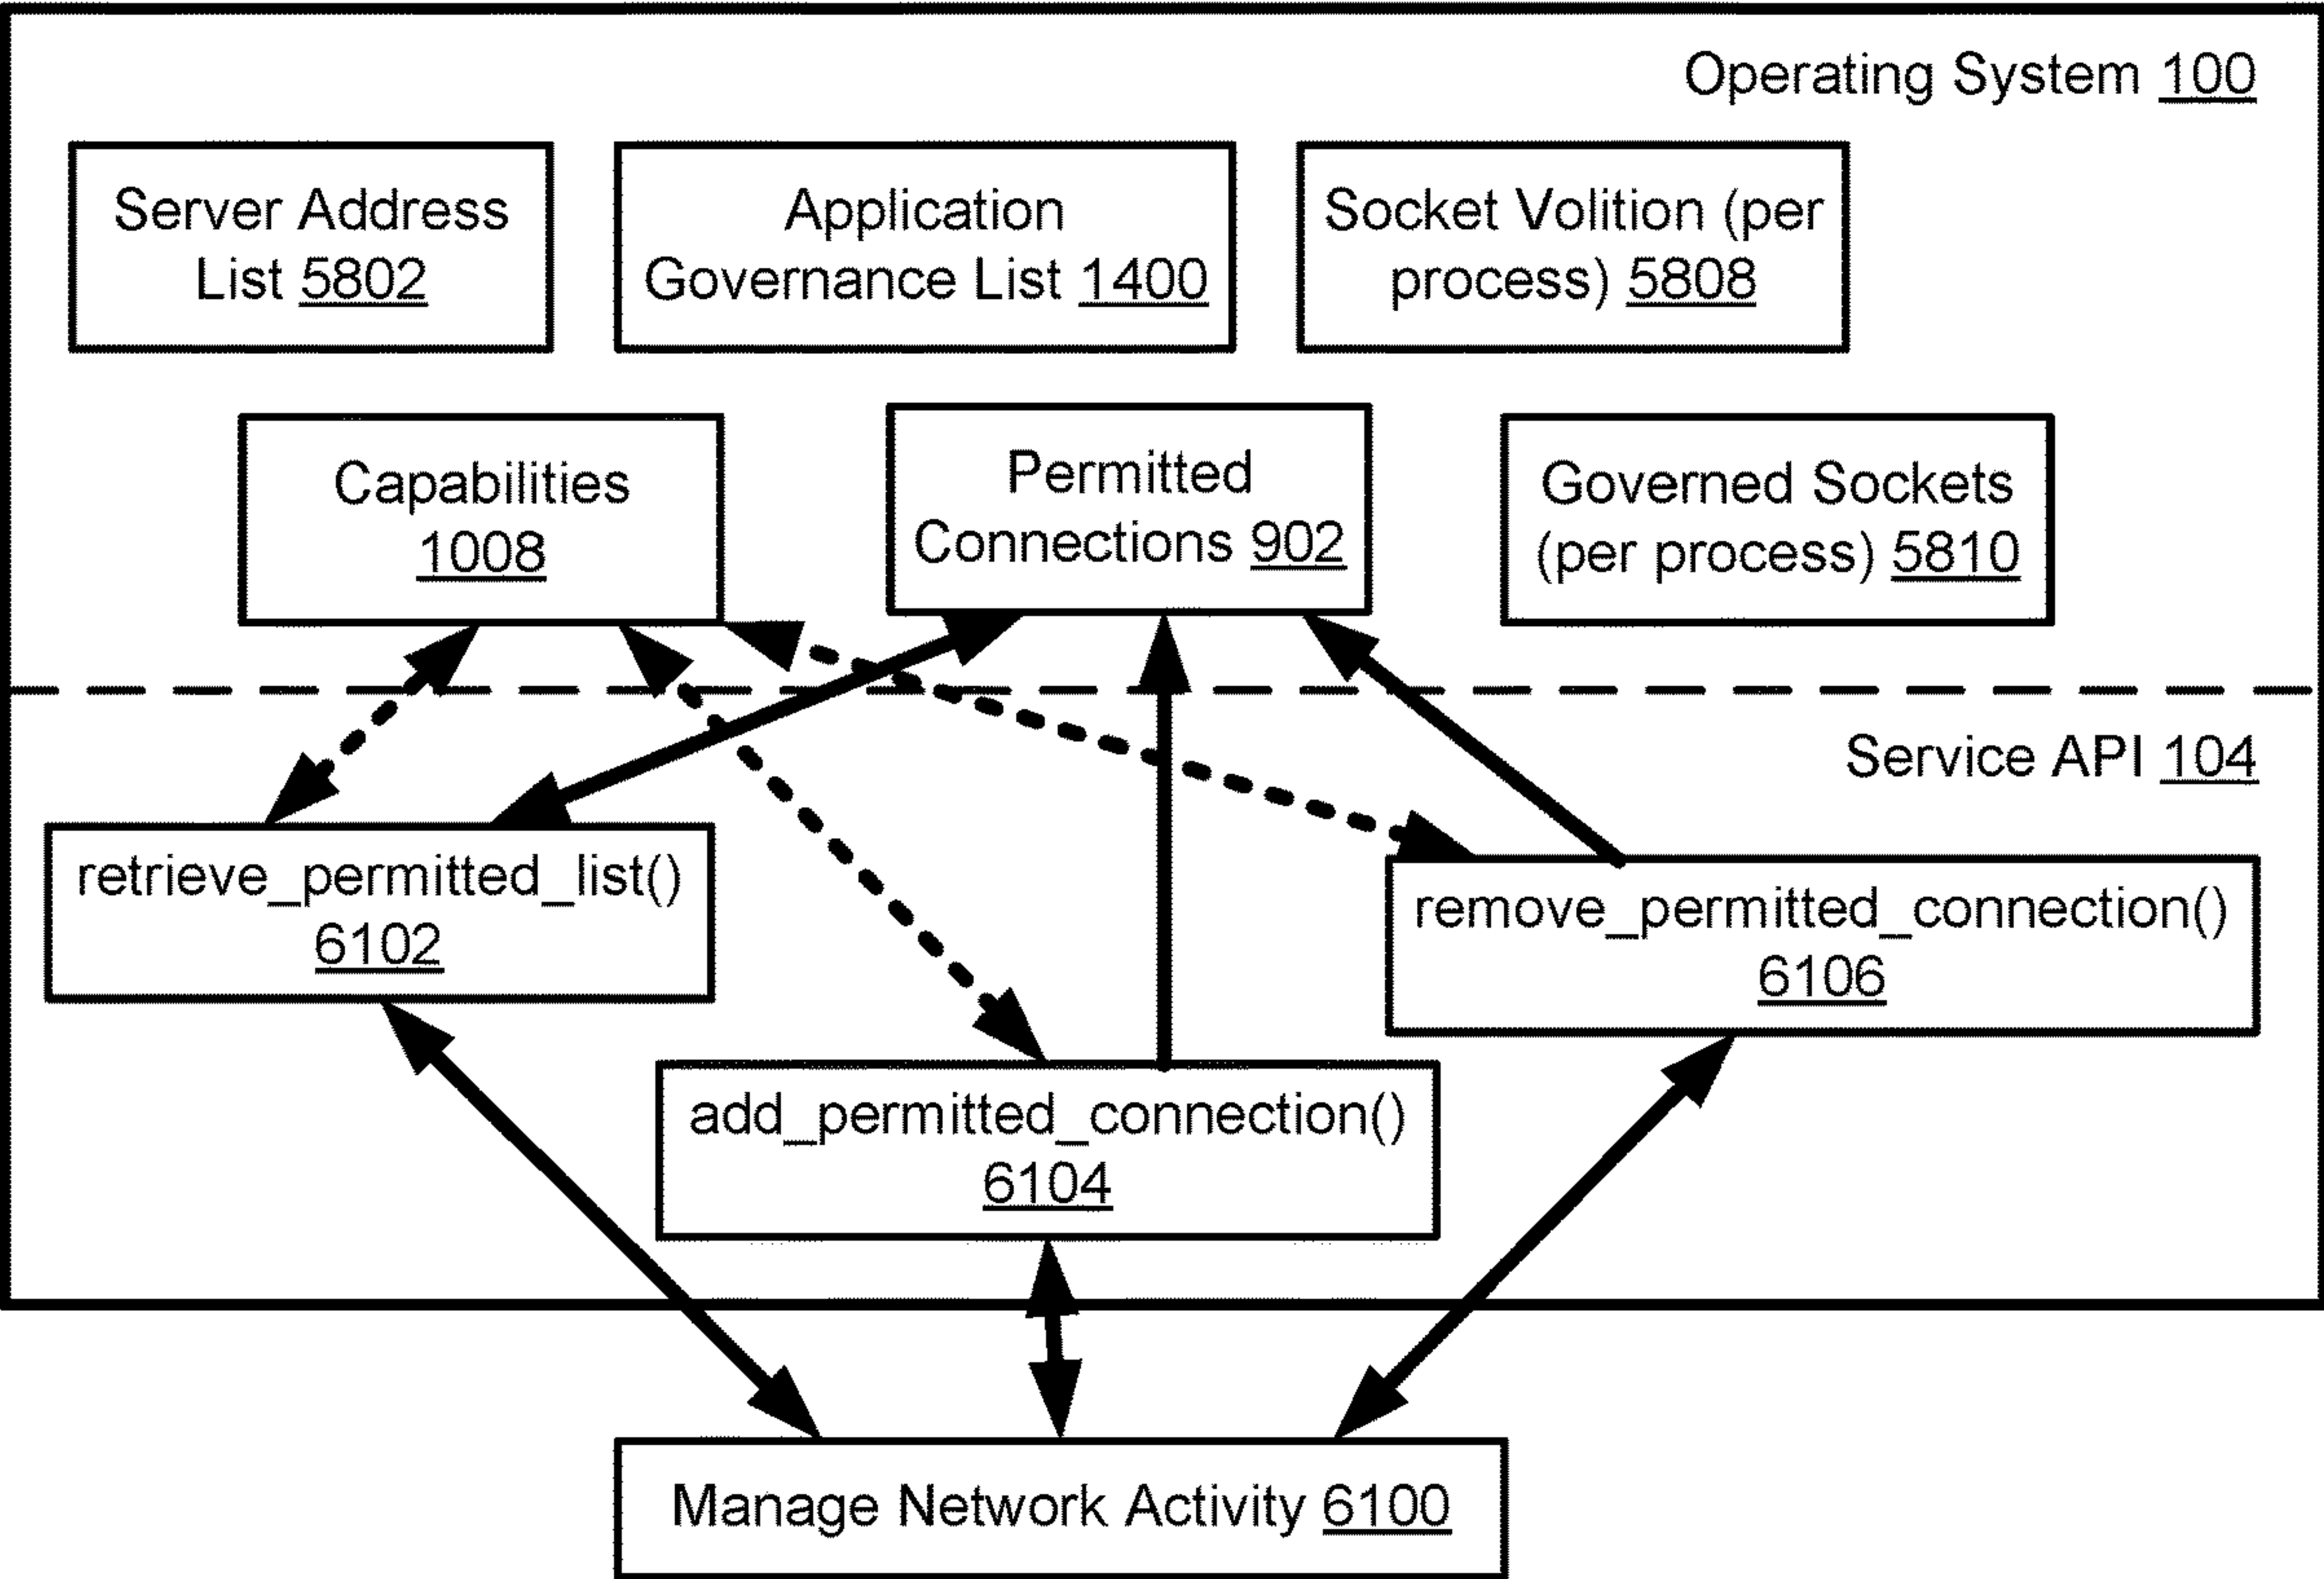 Operating System 100
Server Address
List 5802
Application
Governance List 1400
Socket Volition (per
process) 5808
Capabilities
1008
Permitted
Connections 902
Governed Sockets
(per process) 5810
Service API 104
retrieve_permitted_list()
6102
remove_permitted_connection()
6106
add_permitted_connection()
6104
Manage Network Activity 6100